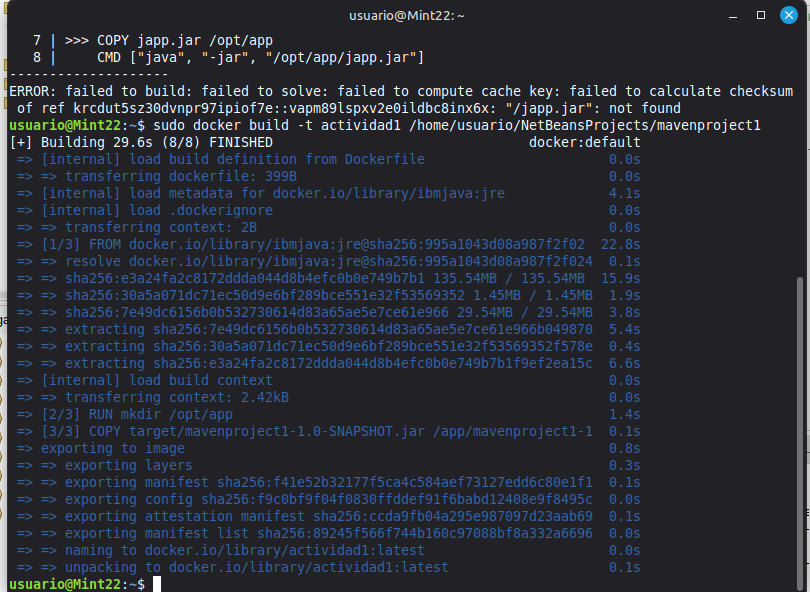 usuario@Mint22: ~
7 | >>> COPY japp.jar /opt/app
8 |     CMD ["java", "-jar", "/opt/app/japp.jar"]
--------------------
ERROR: failed to build: failed to solve: failed to compute cache key: failed to calculate checksum
of ref krcdut5sz30dvnpr97ipiof7e::vapm89lspxv2e0ildbc8inx6x: "/japp.jar": not found
usuario@Mint22:~$ sudo docker build -t actividad1 /home/usuario/NetBeansProjects/mavenproject1
[+] Building 29.6s (8/8) FINISHED docker:default
=> [internal] load build definition from Dockerfile 0.0s
=> => transferring dockerfile: 399B 0.0s
=> [internal] load metadata for docker.io/library/ibmjava:jre 4.1s
=> [internal] load .dockerignore 0.0s
=> => transferring context: 2B 0.0s
=> [1/3] FROM docker.io/library/ibmjava:jre@sha256:995a1043d08a987f2f02 22.8s
=> => resolve docker.io/library/ibmjava:jre@sha256:995a1043d08a987f2f024 0.1s
=> => sha256:e3a24fa2c8172ddda044d8b4efc0b0e749b7b1 135.54MB / 135.54MB 15.9s
=> => sha256:30a5a071dc71ec50d9e6bf289bce551e32f53569352 1.45MB / 1.45MB 1.9s
=> => sha256:7e49dc6156b0b532730614d83a65ae5e7ce61e966 29.54MB / 29.54MB 3.8s
=> => extracting sha256:7e49dc6156b0b532730614d83a65ae5e7ce61e966b049870 5.4s
=> => extracting sha256:30a5a071dc71ec50d9e6bf289bce551e32f53569352f578e 0.4s
=> => extracting sha256:e3a24fa2c8172ddda044d8b4efc0b0e749b7b1f9ef2ea15c 6.6s
=> [internal] load build context 0.0s
=> => transferring context: 2.42kB 0.0s
=> [2/3] RUN mkdir /opt/app 1.4s
=> [3/3] COPY target/mavenproject1-1.0-SNAPSHOT.jar /app/mavenproject1-1 0.1s
=> exporting to image 0.8s
=> => exporting layers 0.3s
=> => exporting manifest sha256:f41e52b32177f5ca4c584aef73127edd6c80e1f1 0.1s
=> => exporting config sha256:f9c0bf9f04f0830ffddef91f6babd12408e9f8495c 0.0s
=> => exporting attestation manifest sha256:ccda9fb04a295e987097d23aab69 0.1s
=> => exporting manifest list sha256:89245f566f744b160c97088bf8a332a6696 0.0s
=> => naming to docker.io/library/actividad1:latest 0.0s
=> => unpacking to docker.io/library/actividad1:latest 0.1s
usuario@Mint22:~$